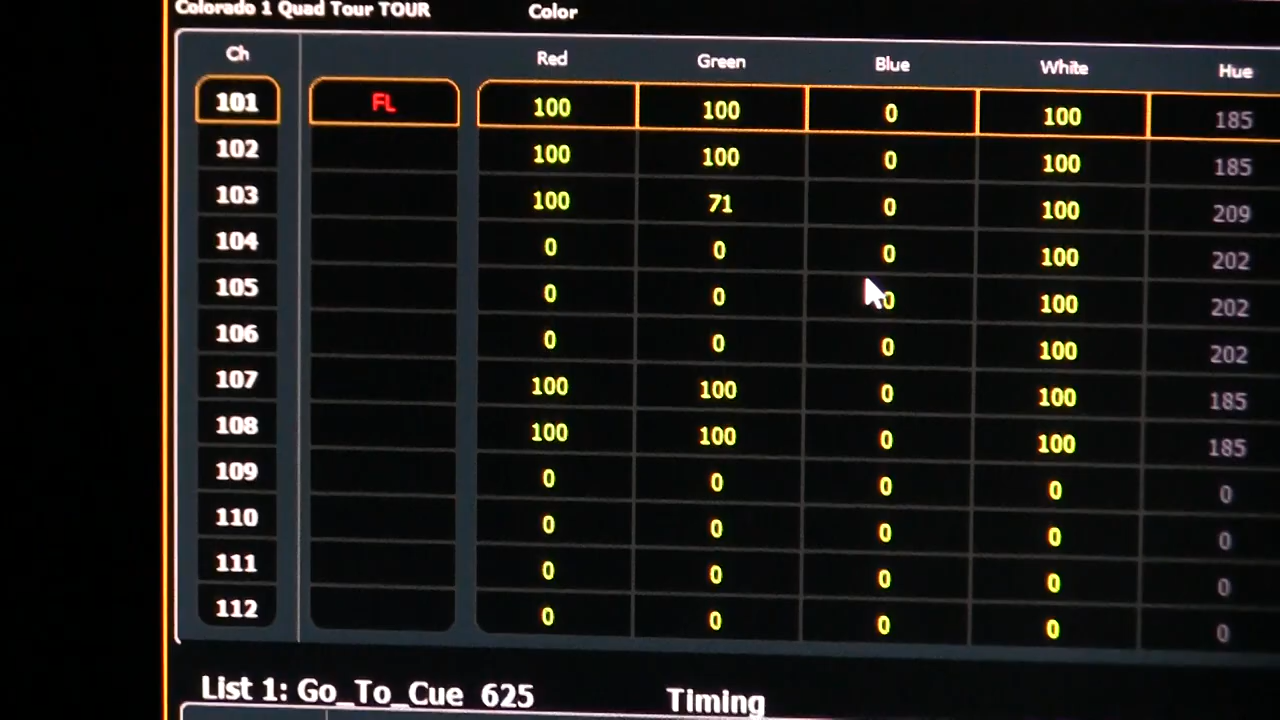 Colorado 1 Quad Tour TOUR Color
Ch Red Green Blue White Hue
101 FL 100 100 0 100 185
102 100 100 0 100 185
103 100 71 0 100 209
104 0 0 0 100 202
105 0 0 0 100 202
106 0 0 0 100 202
107 100 100 0 100 185
108 100 100 0 100 185
109 0 0 0 0 0
110 0 0 0 0 0
111 0 0 0 0 0
112 0 0 0 0 0
List 1: Go_To_Cue 625 Timing